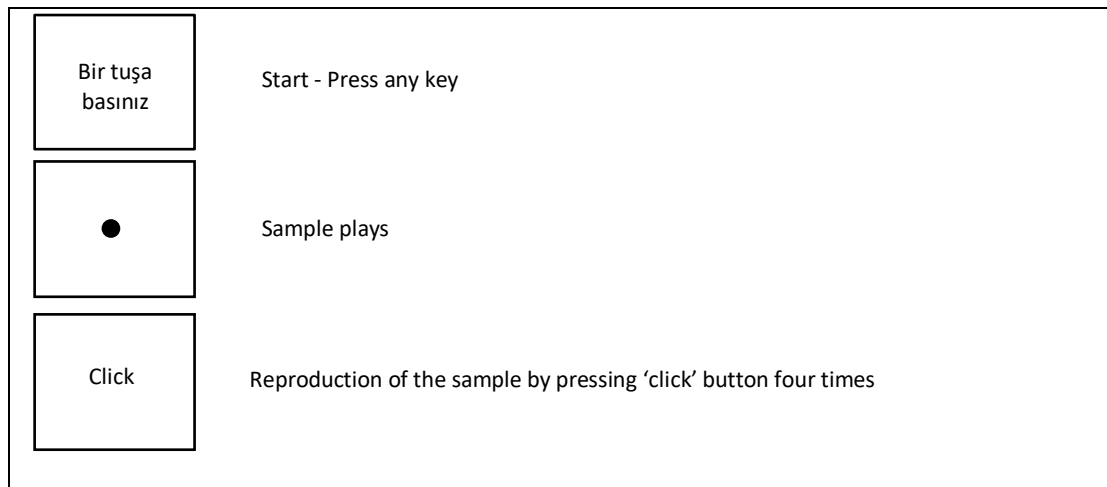 Bir tuşa
basınız
Start - Press any key
Sample plays
Click
Reproduction of the sample by pressing ‘click’ button four times